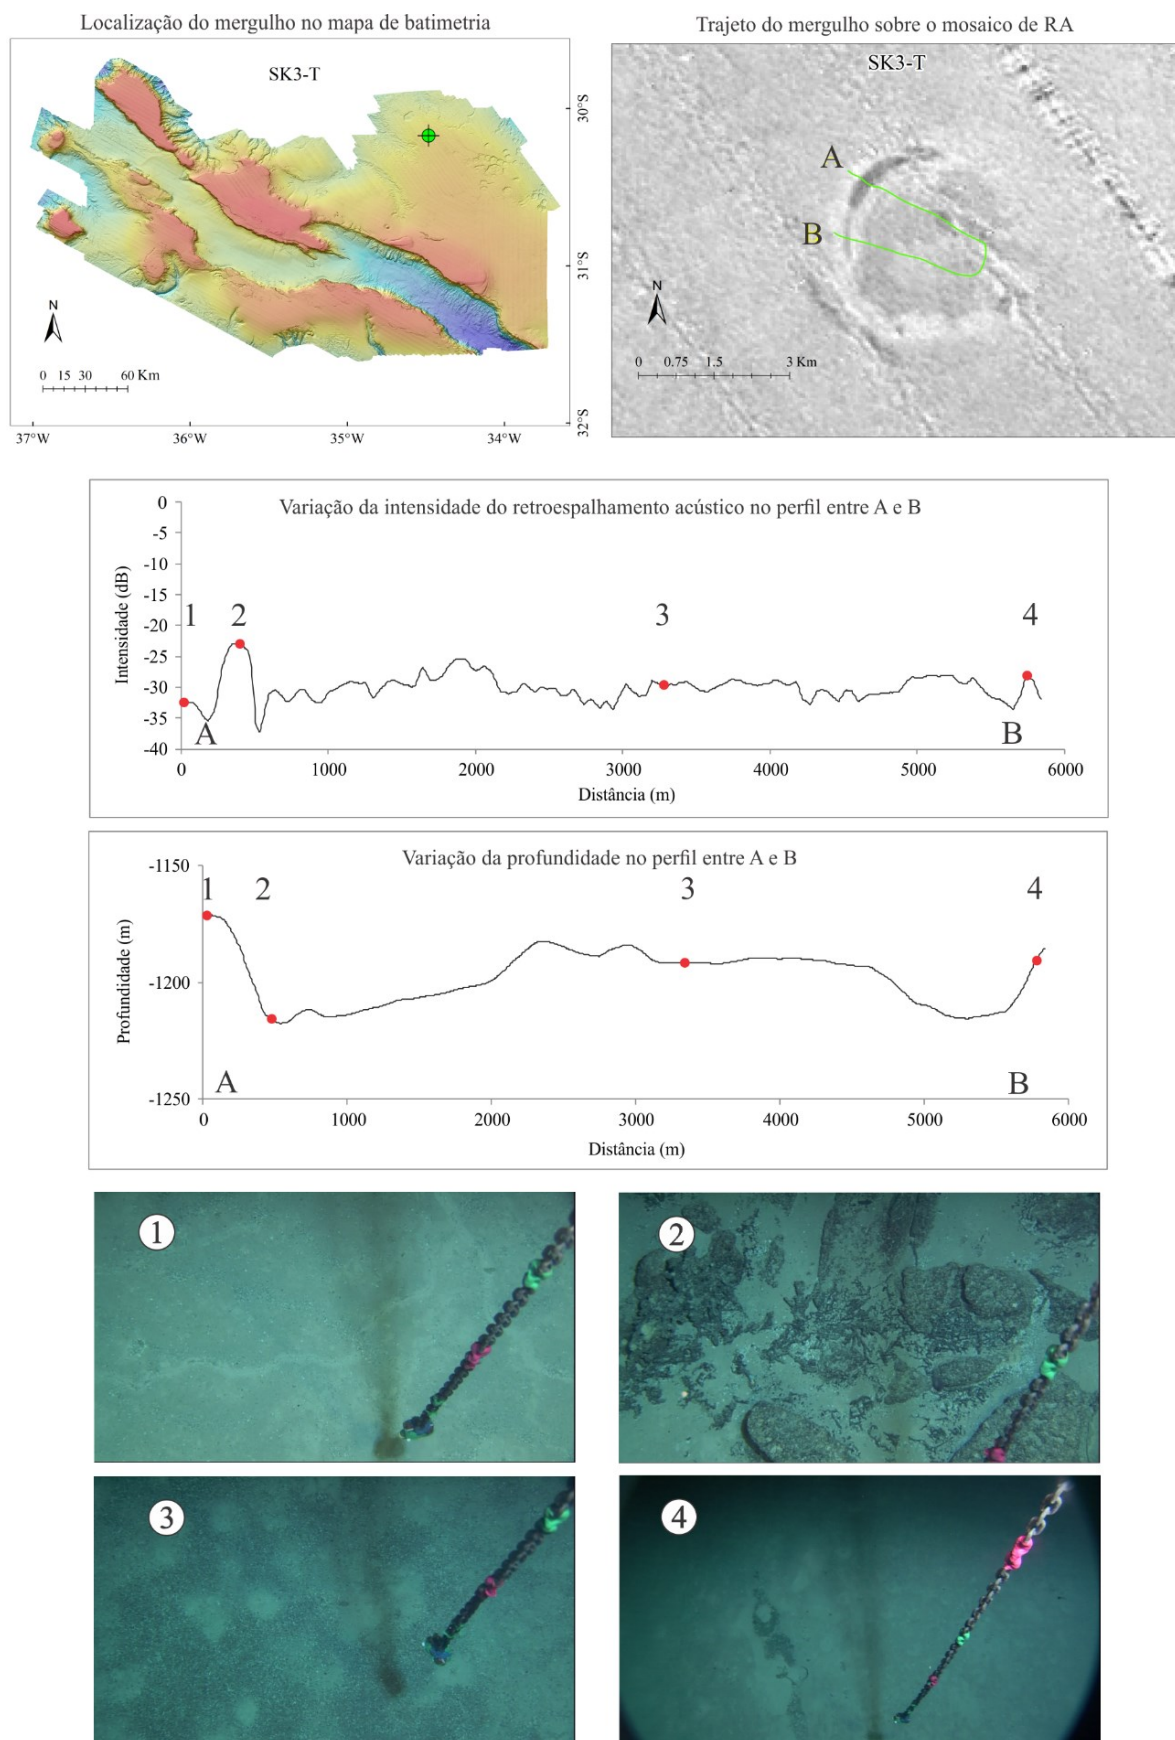 Localização do mergulho no mapa de batimetria
SK3-T
30°S
31°S
32°S
N
0 15 30 60 Km
37°W 36°W 35°W 34°W
Trajeto do mergulho sobre o mosaico de RA
SK3-T
A
B
N
0 0.75 1.5 3 Km
Variação da intensidade do retroespalhamento acústico no perfil entre A e B
Intensidade (dB)
0
-5
-10
-15
-20
-25
-30
-35
-40
1 2 3 4
A B
0 1000 2000 3000 4000 5000 6000
Distância (m)
Variação da profundidade no perfil entre A e B
Profundidade (m)
-1150
-1200
-1250
1 2 3 4
A B
0 1000 2000 3000 4000 5000 6000
Distância (m)
1
2
3
4